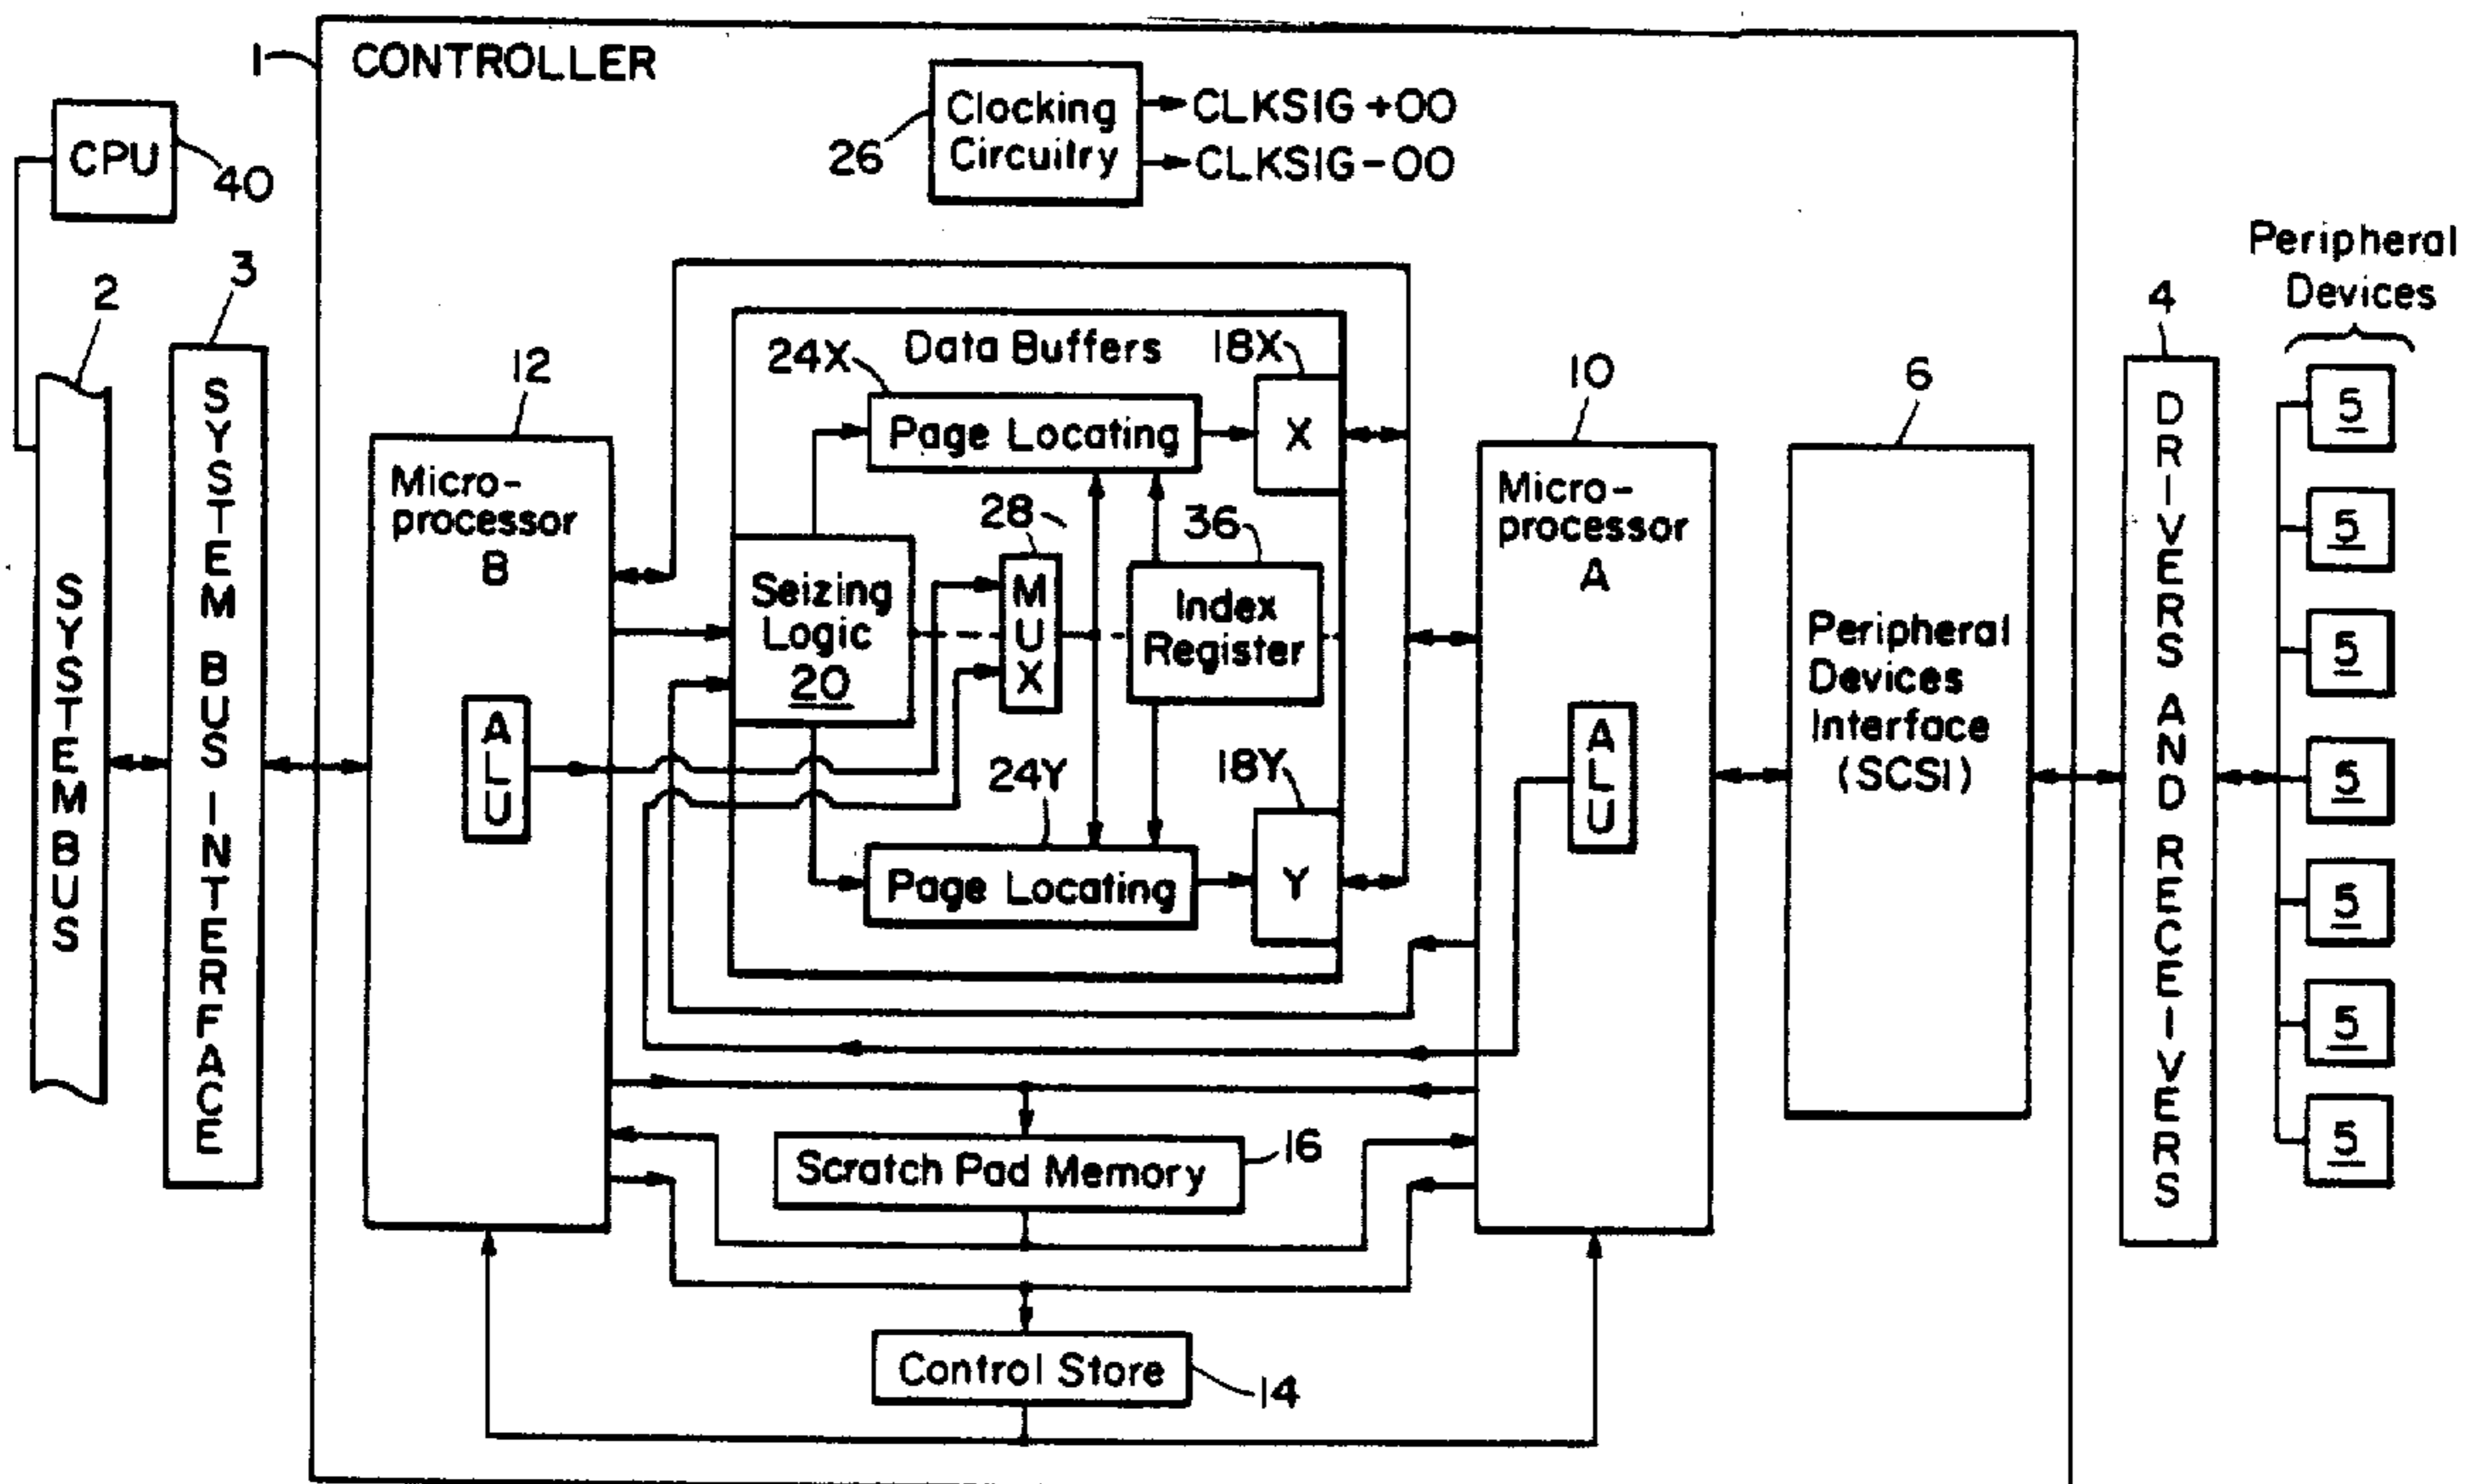 1
CONTROLLER
Clocking
Circuitry
26
CLKSIG +00
CLKSIG -00
CPU
40
2
SYSTEM BUS
3
SYSTEM BUS INTERFACE
12
Micro-
processor
B
ALU
Data Buffers
24X
Page Locating
18X
X
Seizing
Logic
20
28
MUX
36
Index
Register
24Y
Page Locating
18Y
Y
10
Micro-
processor
A
ALU
6
Peripheral
Devices
Interface
(SCSI)
4
DRIVERS AND RECEIVERS
Peripheral
Devices
5
5
5
5
5
5
5
Scratch Pad Memory
16
Control Store
14